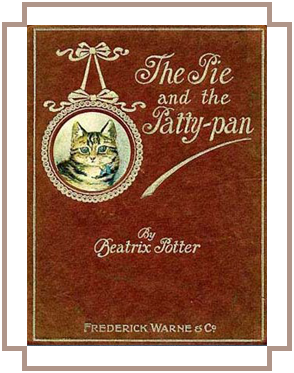 The Pie
and the
Patty-pan
By
Beatrix Potter
FREDERICK WARNE & Co